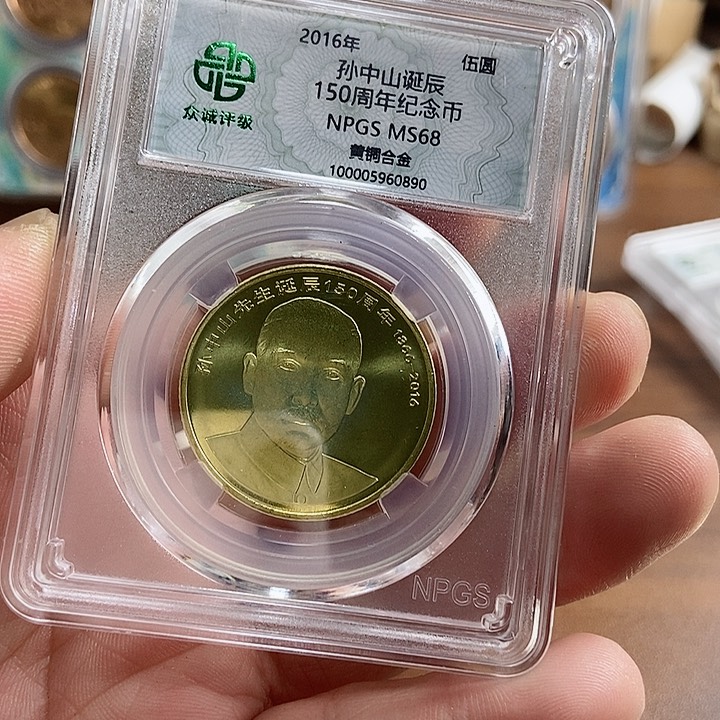 2016年
伍圆
孙中山诞辰
150周年纪念币
NPGS MS68
黄铜合金
100005960890
众诚评级
孙中山先生诞辰150周年 1866-2016
NPGS